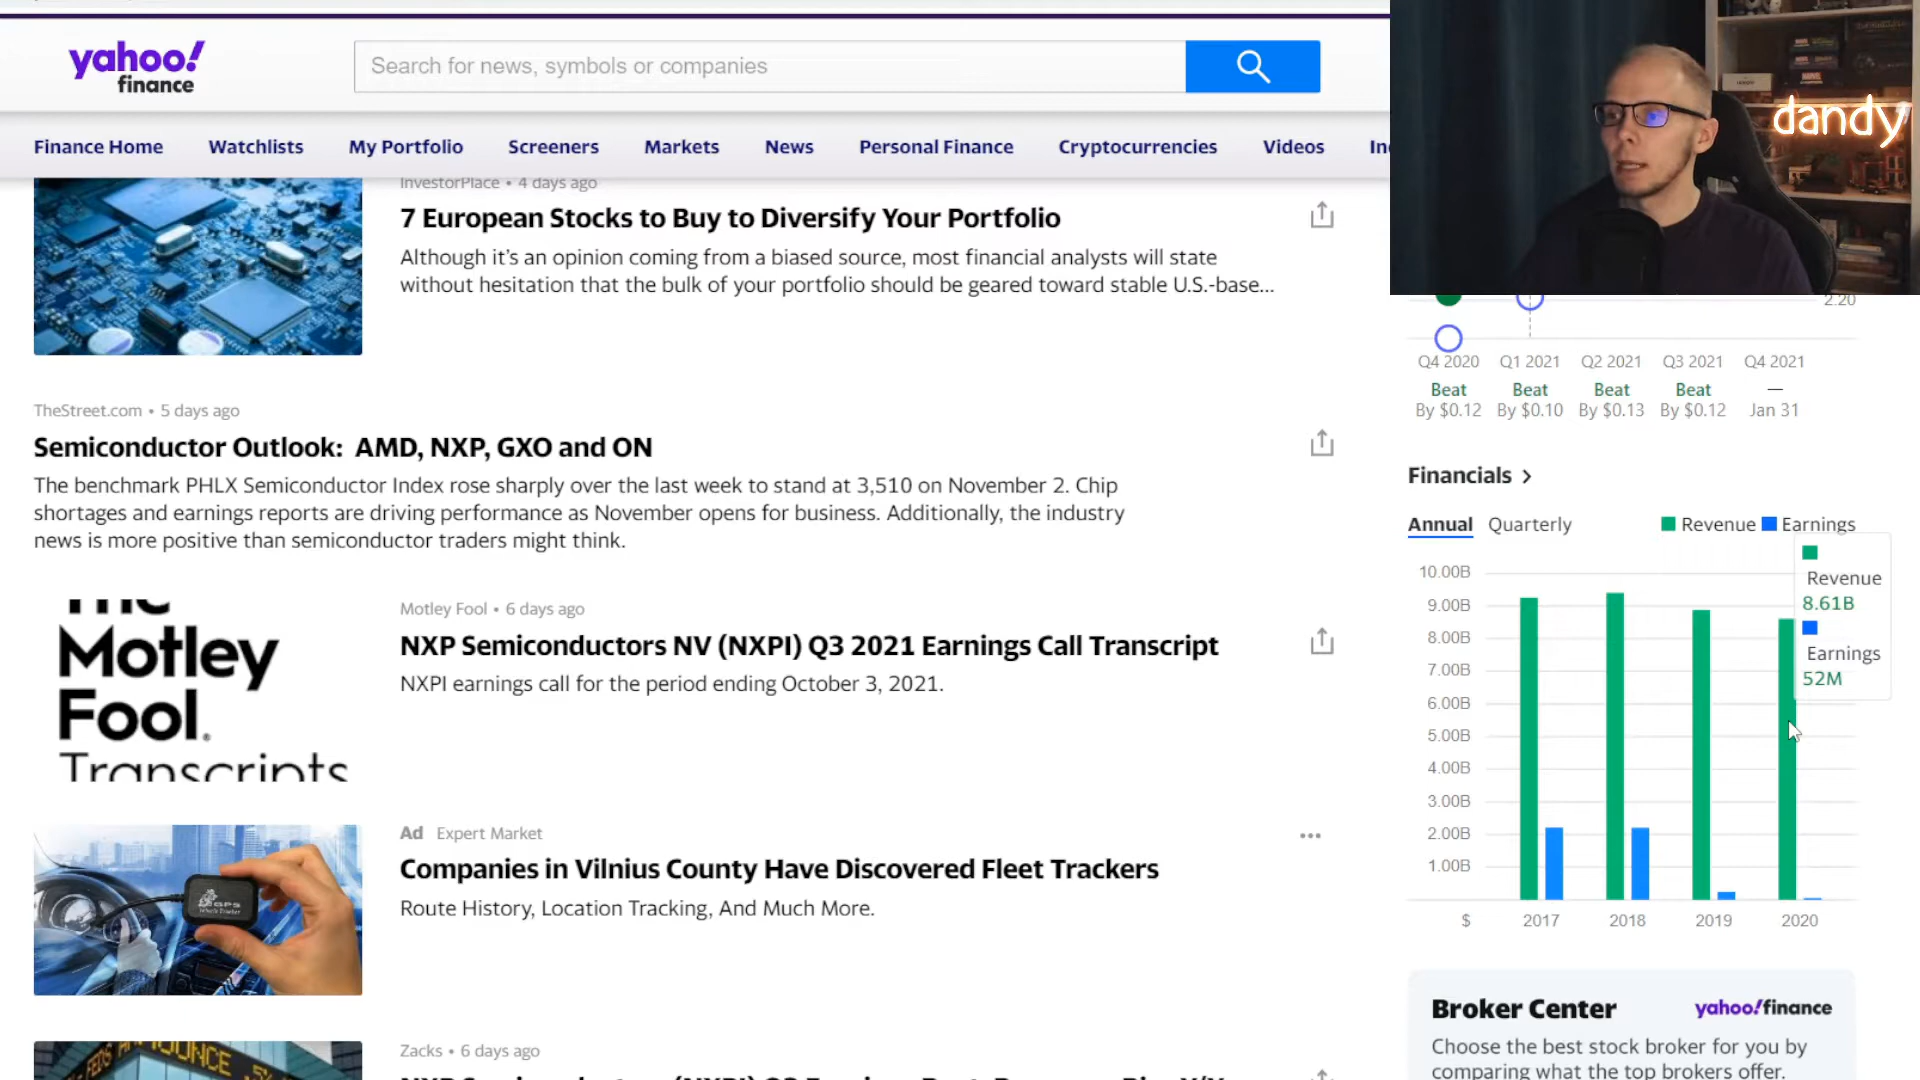 yahoo!
finance
Search for news, symbols or companies
dandy
Finance Home
Watchlists
My Portfolio
Screeners
Markets
News
Personal Finance
Cryptocurrencies
Videos
InvestorPlace • 4 days ago
7 European Stocks to Buy to Diversify Your Portfolio
Although it's an opinion coming from a biased source, most financial analysts will state
without hesitation that the bulk of your portfolio should be geared toward stable U.S.-base...
TheStreet.com • 5 days ago
Semiconductor Outlook: AMD, NXP, GXO and ON
The benchmark PHLX Semiconductor Index rose sharply over the last week to stand at 3,510 on November 2. Chip
shortages and earnings reports are driving performance as November opens for business. Additionally, the industry
news is more positive than semiconductor traders might think.
The
Motley
Fool.
Transcripts
Motley Fool • 6 days ago
NXP Semiconductors NV (NXPI) Q3 2021 Earnings Call Transcript
NXPI earnings call for the period ending October 3, 2021.
Ad Expert Market
Companies in Vilnius County Have Discovered Fleet Trackers
Route History, Location Tracking, And Much More.
GPS
Zacks • 6 days ago
2.20
Q4 2020 Q1 2021 Q2 2021 Q3 2021 Q4 2021
Beat Beat Beat Beat —
By $0.12 By $0.10 By $0.13 By $0.12 Jan 31
Financials >
Annual Quarterly Revenue Earnings
Revenue
8.61B
Earnings
52M
10.00B
9.00B
8.00B
7.00B
6.00B
5.00B
4.00B
3.00B
2.00B
1.00B
$ 2017 2018 2019 2020
Broker Center yahoo!finance
Choose the best stock broker for you by
comparing what the top brokers offer.